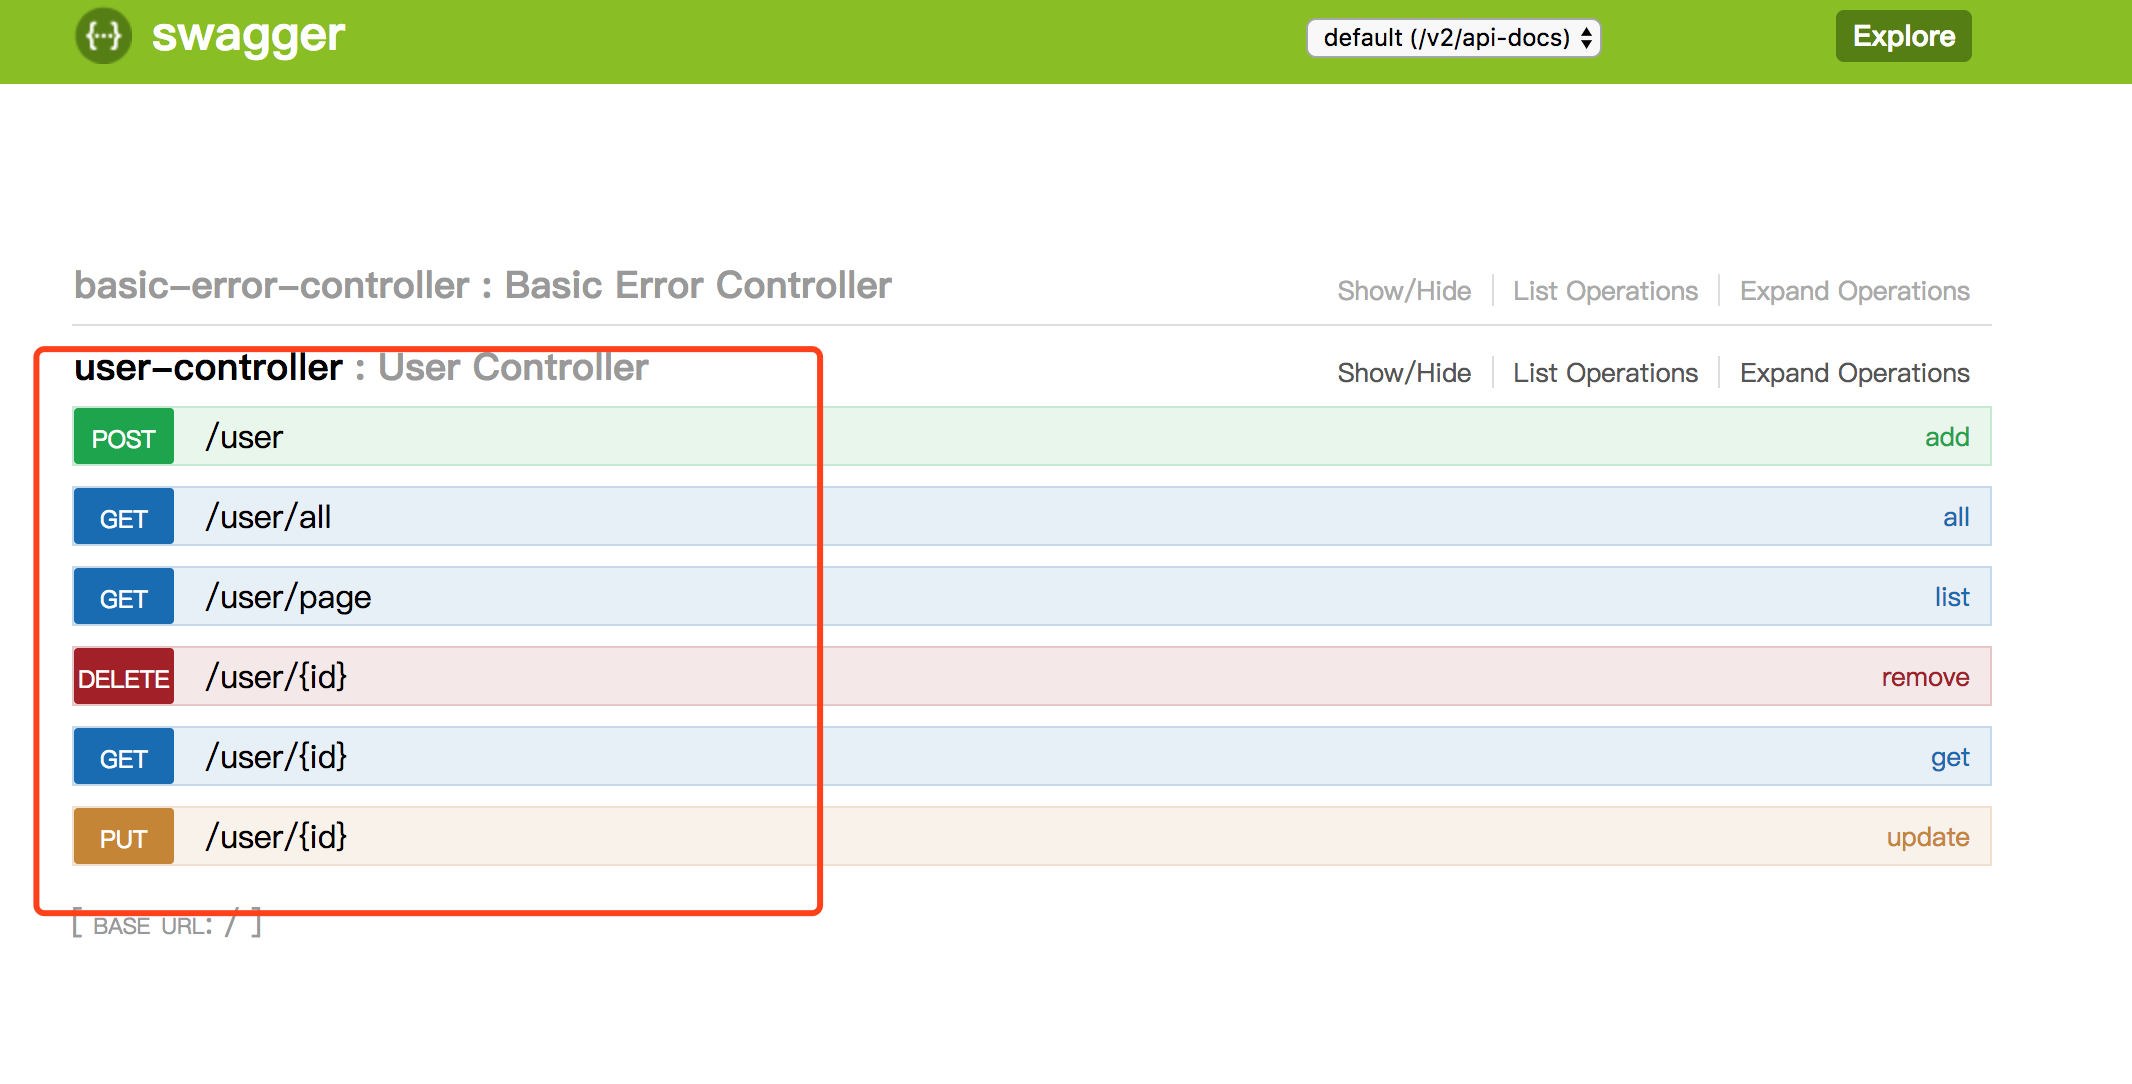 {···} swagger default (/v2/api-docs) Explore
basic-error-controller : Basic Error Controller Show/Hide List Operations Expand Operations
user-controller : User Controller Show/Hide List Operations Expand Operations
POST /user add
GET /user/all all
GET /user/page list
DELETE /user/{id} remove
GET /user/{id} get
PUT /user/{id} update
[ BASE URL: / ]